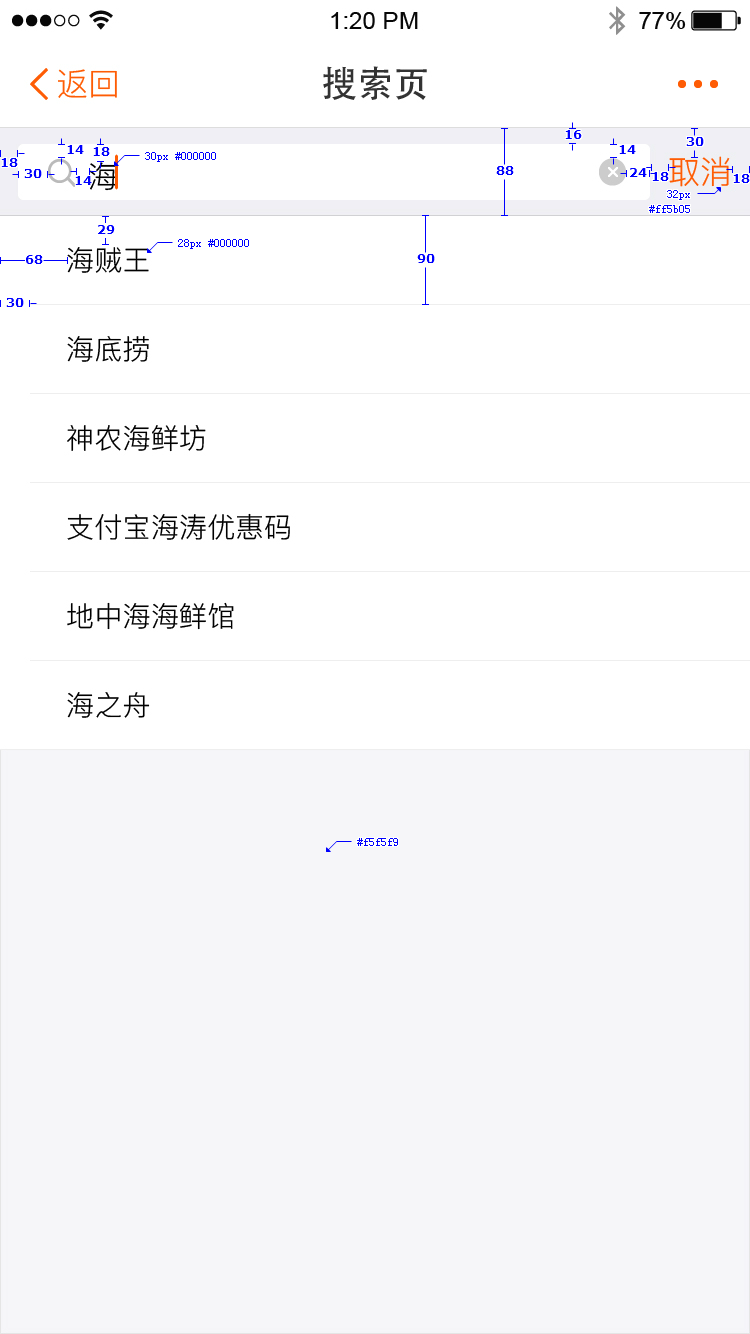 1:20 PM 77%
返回 搜索页
16
14 18 30px #000000 14 30
18 海 88
30 14 24 18 取消 18
32px
#ff5b05
29
28px #000000
68 海贼王 90
30
海底捞
神农海鲜坊
支付宝海涛优惠码
地中海海鲜馆
海之舟
#f5f5f9